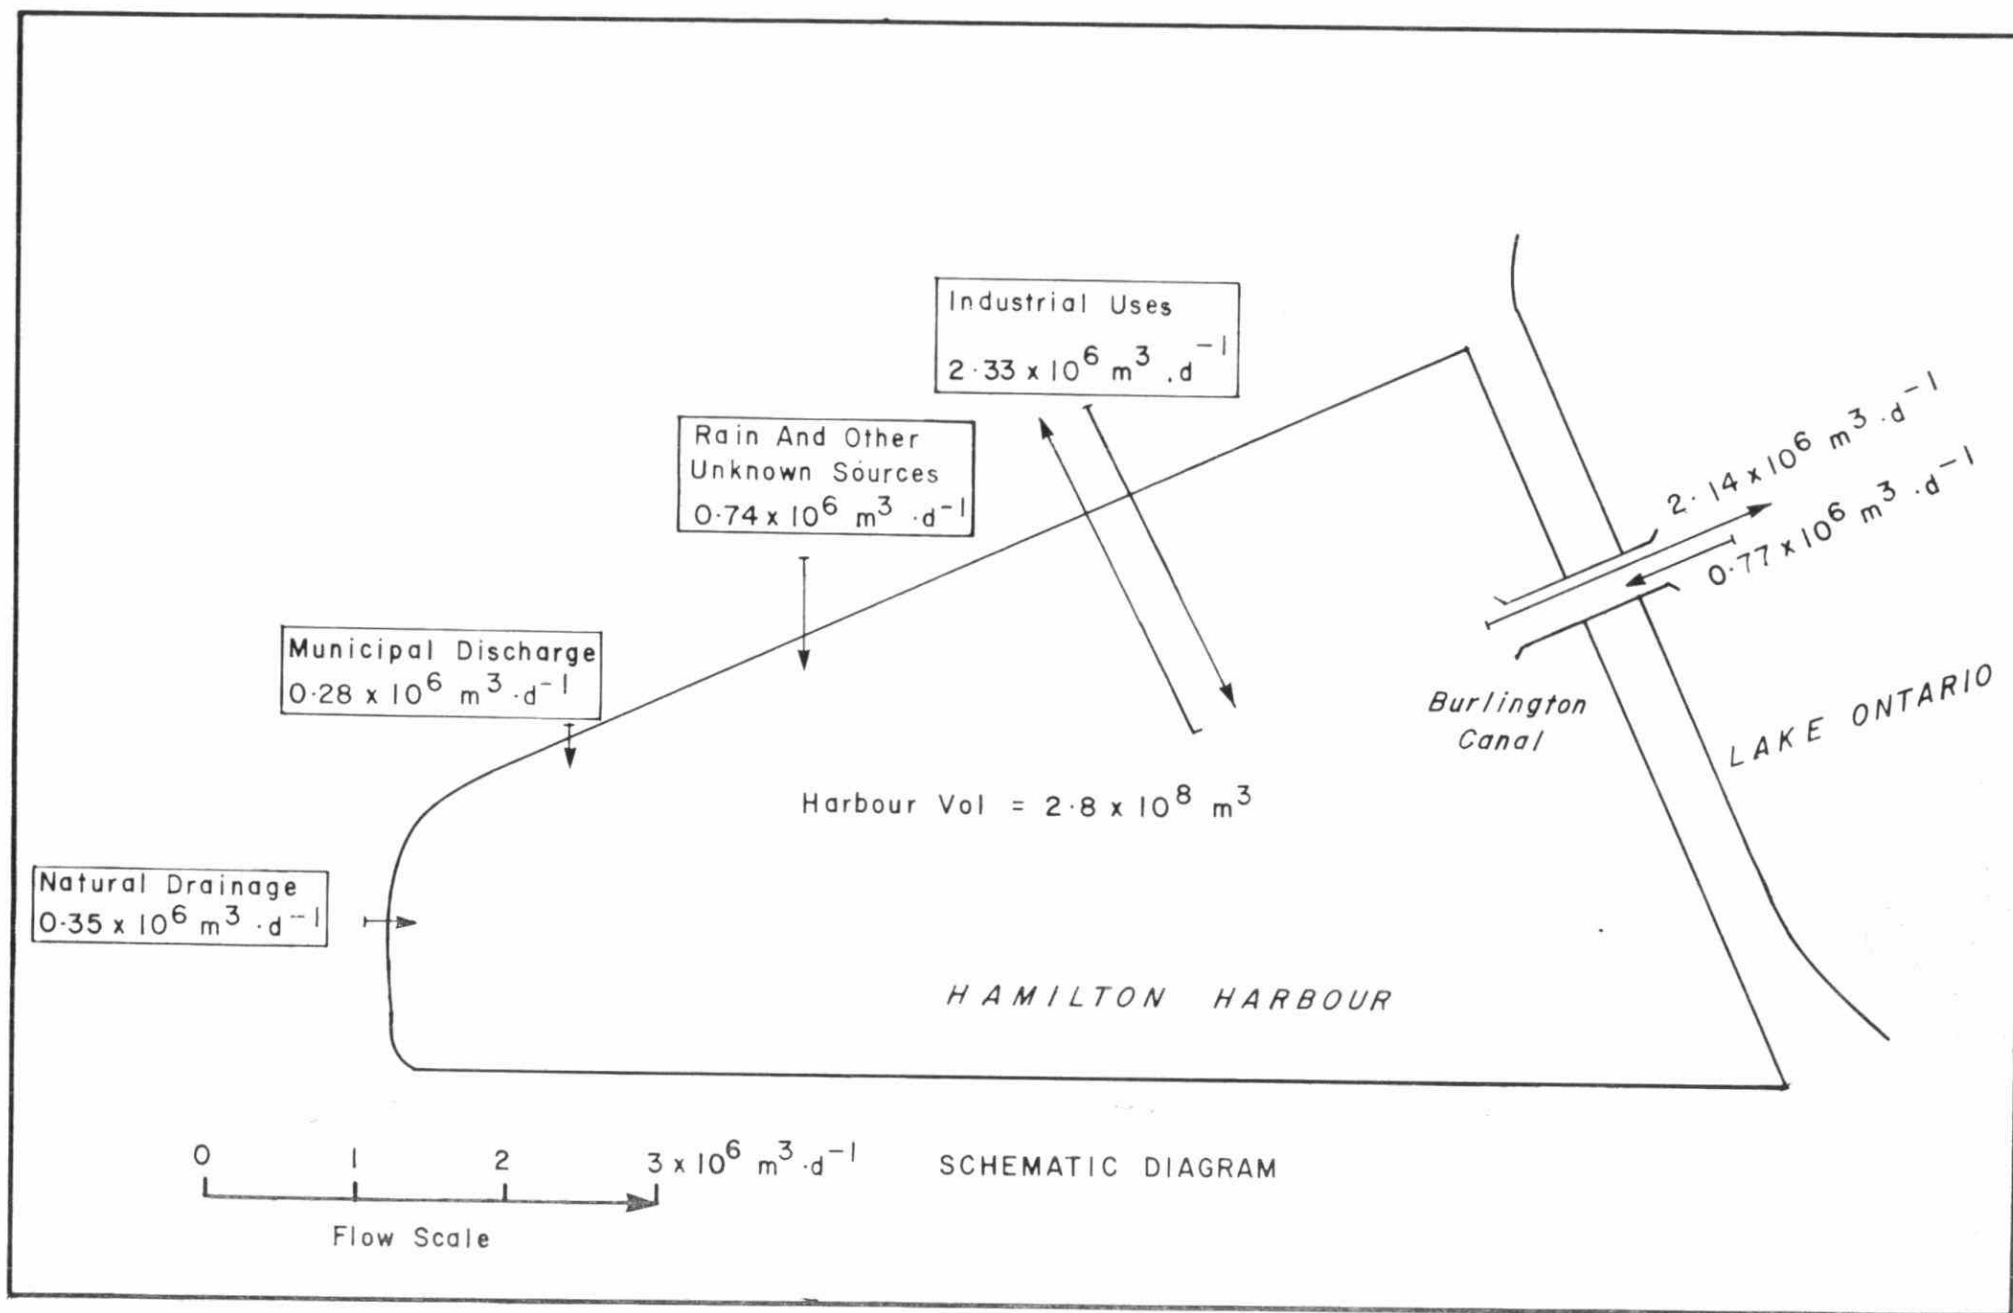 Industrial Uses
2·33 x 10⁶ m³ .d⁻¹
Rain And Other
Unknown Sources
0·74 x 10⁶ m³ ·d⁻¹
Municipal Discharge
0·28 x 10⁶ m³ ·d⁻¹
Natural Drainage
0·35 x 10⁶ m³ ·d⁻¹
2·14 x 10⁶ m³ ·d⁻¹
0·77 x 10⁶ m³ ·d⁻¹
Burlington
Canal
LAKE ONTARIO
Harbour Vol = 2·8 x 10⁸ m³
HAMILTON HARBOUR
0 1 2 3 x 10⁶ m³ ·d⁻¹
Flow Scale
SCHEMATIC DIAGRAM